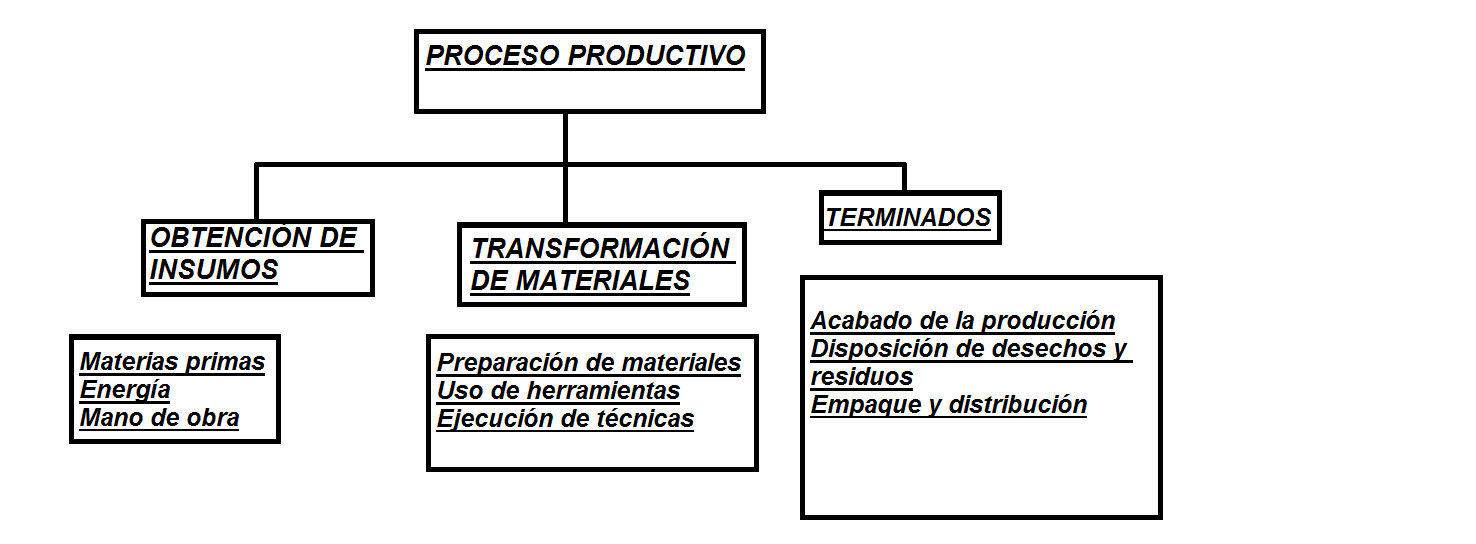 PROCESO PRODUCTIVO
OBTENCIÓN DE
INSUMOS
TRANSFORMACIÓN
DE MATERIALES
TERMINADOS
Materias primas
Energía
Mano de obra
Preparación de materiales
Uso de herramientas
Ejecución de técnicas
Acabado de la producción
Disposición de desechos y
residuos
Empaque y distribución